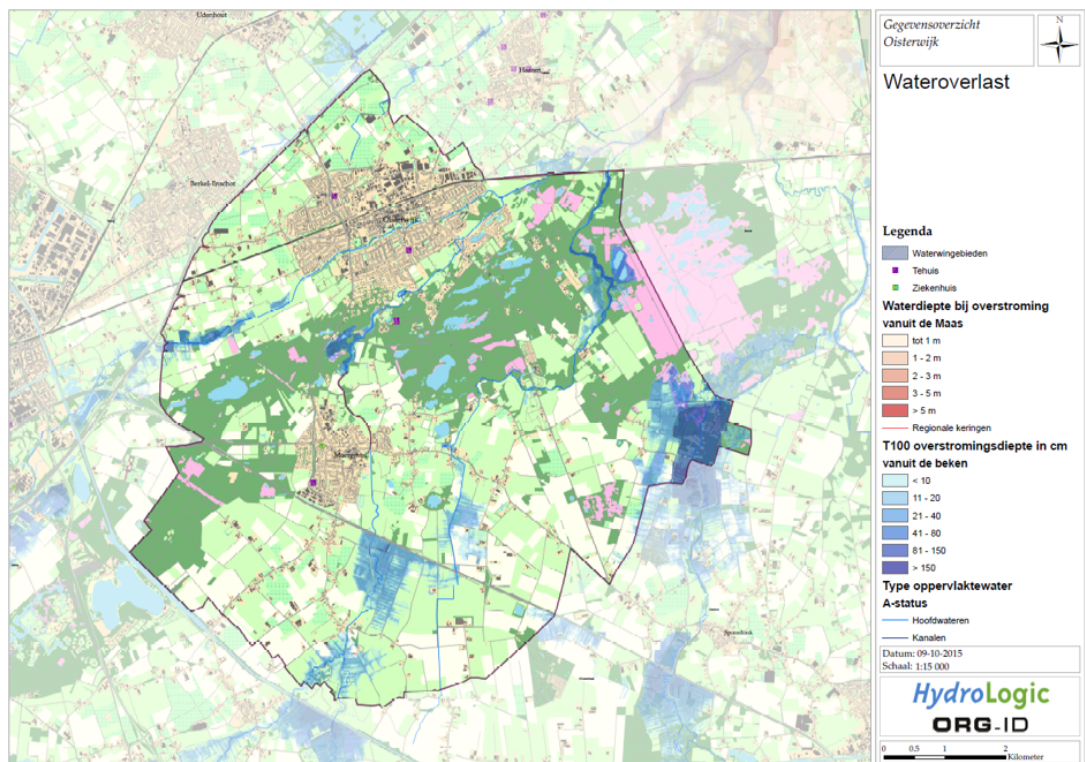 Udenhout
Haaren
Berkel-Enschot
Oisterwijk
Moergestel
Spoordonk
Gegevensoverzicht
Oisterwijk
N
Wateroverlast
Legenda
Waterwingebieden
Tehuis
Ziekenhuis
Waterdiepte bij overstroming
vanuit de Maas
tot 1 m
1 - 2 m
2 - 3 m
3 - 5 m
> 5 m
Regionale keringen
T100 overstromingsdiepte in cm
vanuit de beken
< 10
11 - 20
21 - 40
41 - 80
81 - 150
> 150
Type oppervlaktewater
A-status
Hoofdwateren
Kanalen
Datum: 09-10-2015
Schaal: 1:15 000
HydroLogic
ORG-ID
0 0.5 1 2
Kilometer